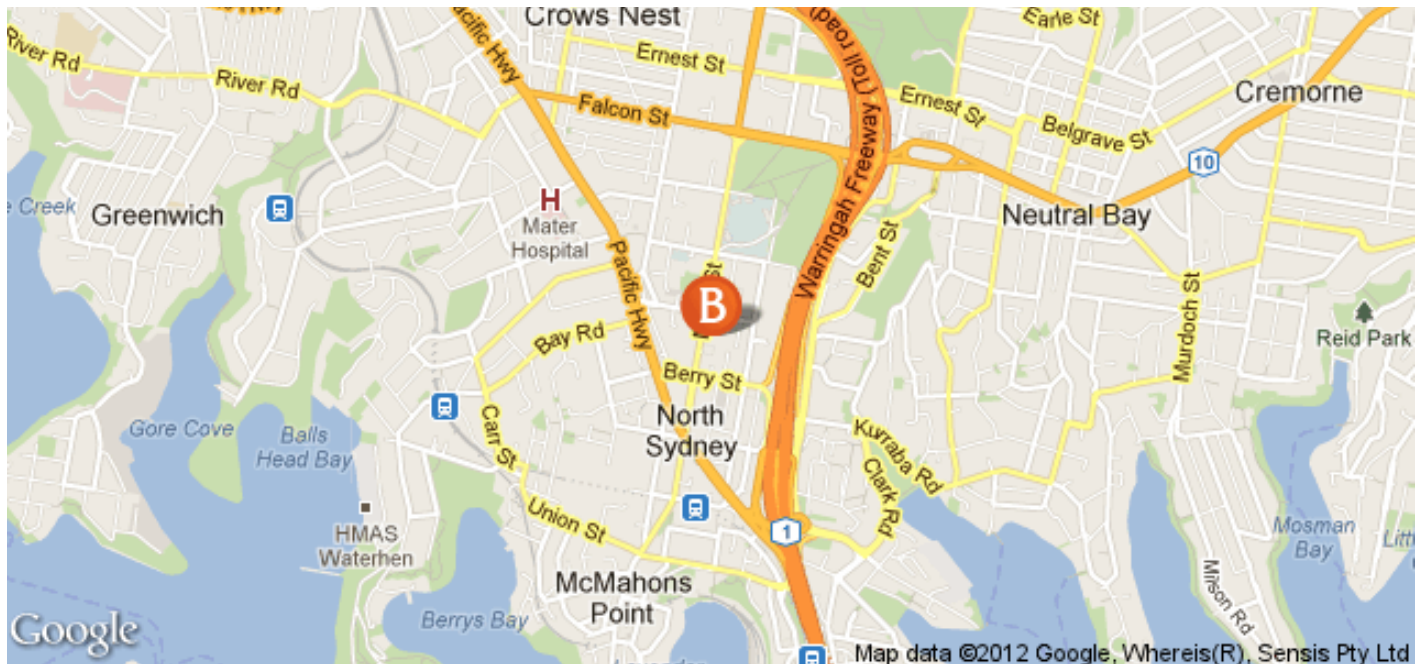 Crows Nest
Earle St
Pacific Hwy
River Rd
Ernest St
Warringah Freeway (Toll road)
River Rd
Falcon St
Ernest St
Cremorne
Belgrave St
10
H
Mater
Hospital
Creek
Greenwich
Neutral Bay
Bent St
Pacific Hwy
St
B
Bay Rd
Murdoch St
Reid Park
Berry St
North
Sydney
Carr St
Gore Cove
Balls
Head Bay
Kurraba Rd
Clark Rd
HMAS
Waterhen
Union St
1
Mosman
Bay
McMahons
Point
Milson Rd
Berrys Bay
Google
Map data ©2012 Google, Whereis(R), Sensis Pty Ltd